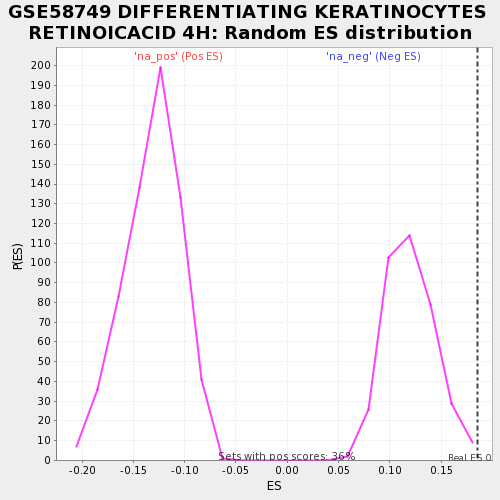 GSE58749 DIFFERENTIATING KERATINOCYTES
RETINOICACID 4H: Random ES distribution
'na_pos' (Pos ES)
'na_neg' (Neg ES)
200
190
180
170
160
150
140
130
120
110
100
90
80
70
60
50
40
30
20
10
0
P(ES)
Sets with pos scores: 36%
Real ES 0
-0.20 -0.15 -0.10 -0.05 0.00 0.05 0.10 0.15
ES